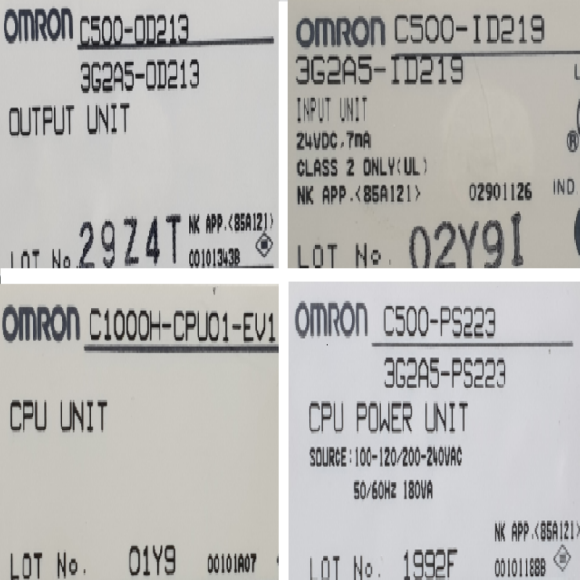 OMRON C500-OD213
3G2A5-OD213
OUTPUT UNIT
NK APP.<85A121>
LOT No. 29Z4T 00101343B
OMRON C500-ID219
3G2A5-ID219
INPUT UNIT
24VDC,7mA
CLASS 2 ONLY(UL)
NK APP.<85A121> 02901126 IND
LOT No. 02Y9I
OMRON C1000H-CPU01-EV1
CPU UNIT
LOT No. 01Y9 00101A07
OMRON C500-PS223
3G2A5-PS223
CPU POWER UNIT
SOURCE:100-120/200-240VAC
50/60Hz 180VA
NK APP.<85A121>
LOT No. 1992F 00101188B